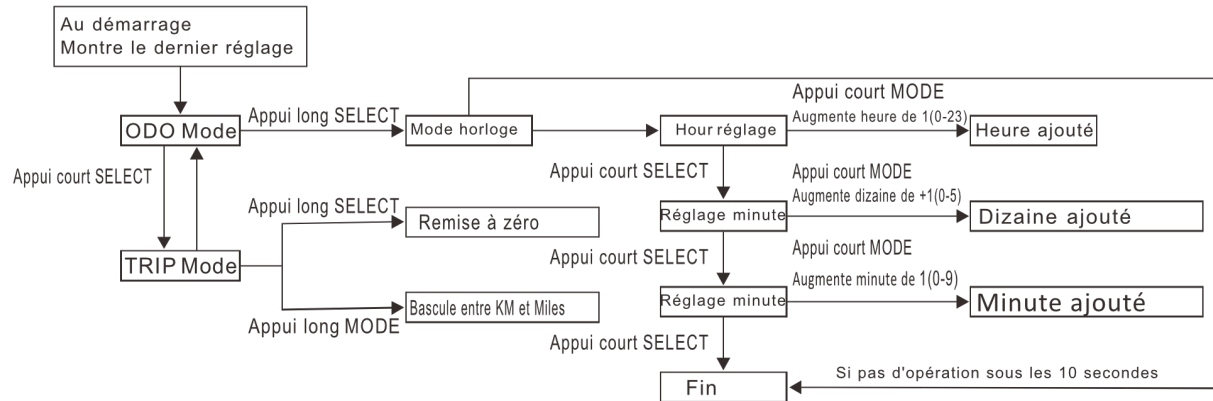 Au démarrage
Montre le dernier réglage
Appui court MODE
Appui long SELECT
Augmente heure de 1(0-23)
ODO Mode
Mode horloge
Hour réglage
Heure ajouté
Appui court SELECT
Appui court SELECT
Appui court MODE
Augmente dizaine de +1(0-5)
Appui long SELECT
Remise à zéro
Réglage minute
Dizaine ajouté
TRIP Mode
Appui court SELECT
Appui court MODE
Augmente minute de 1(0-9)
Bascule entre KM et Miles
Réglage minute
Minute ajouté
Appui long MODE
Appui court SELECT
Si pas d'opération sous les 10 secondes
Fin